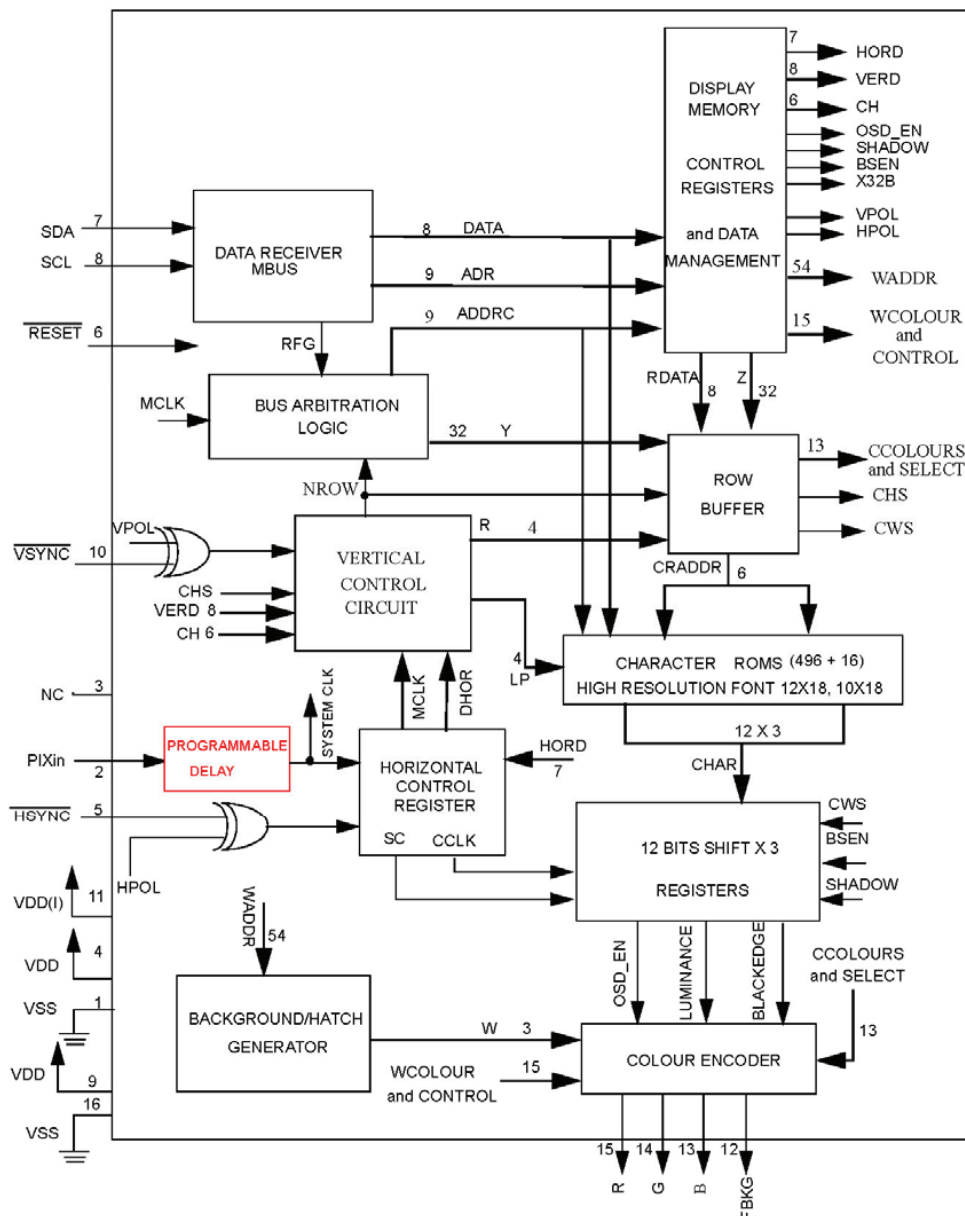 7
HORD
DISPLAY
MEMORY
8
VERD
6
CH
OSD_EN
SHADOW
BSEN
X32B
CONTROL
REGISTERS
VPOL
HPOL
and DATA
MANAGEMENT
54
WADDR
15
WCOLOUR
and
CONTROL
SDA
7
SCL
8
DATA RECEIVER
MBUS
8
DATA
9
ADR
9
ADDRC
RESET
6
RFG
RDATA
8
Z
32
MCLK
BUS ARBITRATION
LOGIC
32
Y
13
CCOLOURS
and SELECT
ROW
BUFFER
CHS
CWS
NROW
VPOL
VSYNC
10
R
4
VERTICAL
CONTROL
CIRCUIT
CHS
VERD 8
CH 6
CRADDR
6
4
LP
CHARACTER ROMS (496 + 16)
HIGH RESOLUTION FONT 12X18, 10X18
NC
3
MCLK
DHOR
SYSTEM CLK
12 X 3
CHAR
PIXin
2
PROGRAMMABLE
DELAY
HORIZONTAL
CONTROL
REGISTER
HORD
7
HSYNC
5
SC
CCLK
HPOL
12 BITS SHIFT X 3
REGISTERS
CWS
BSEN
SHADOW
VDD(I)
11
VDD
4
VSS
1
VDD
9
16
VSS
WADDR
54
BACKGROUND/HATCH
GENERATOR
OSD_EN
LUMINANCE
BLACKEDGE
CCOLOURS
and SELECT
13
W
3
COLOUR ENCODER
WCOLOUR
and CONTROL
15
15
14
13
12
R
G
B
FBKG